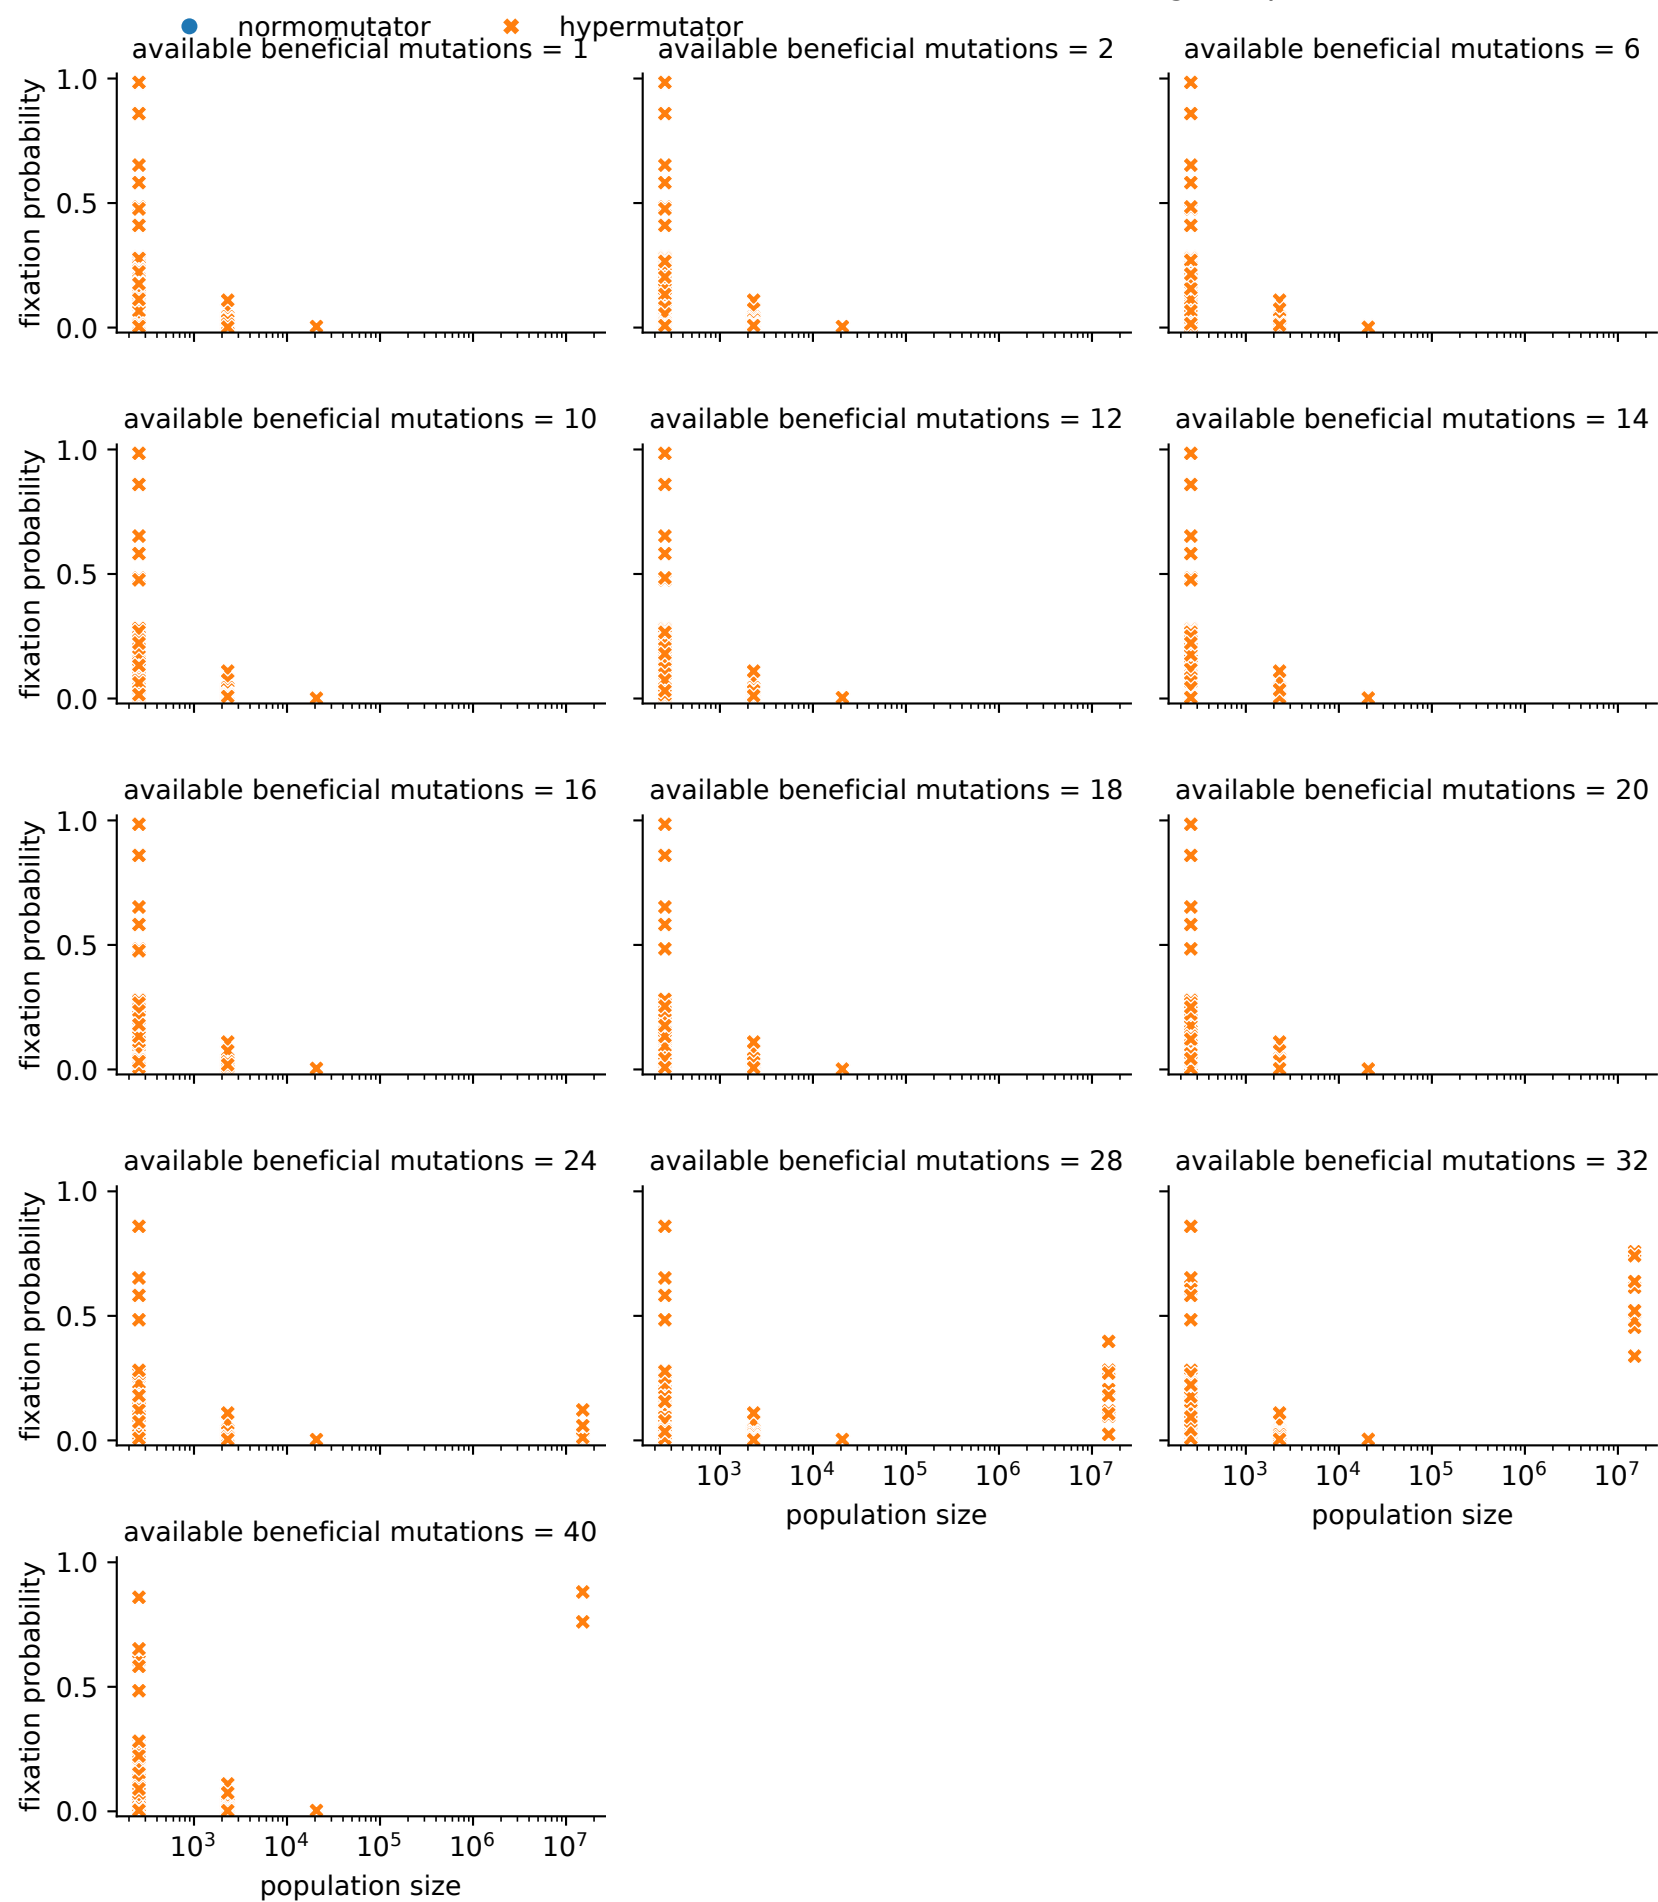 normomutator hypermutator
available beneficial mutations = 1 available beneficial mutations = 2 available beneficial mutations = 6
fixation probability
1.0
0.5
0.0
available beneficial mutations = 10 available beneficial mutations = 12 available beneficial mutations = 14
fixation probability
1.0
0.5
0.0
available beneficial mutations = 16 available beneficial mutations = 18 available beneficial mutations = 20
fixation probability
1.0
0.5
0.0
available beneficial mutations = 24 available beneficial mutations = 28 available beneficial mutations = 32
fixation probability
1.0
0.5
0.0
10³ 10⁴ 10⁵ 10⁶ 10⁷ 10³ 10⁴ 10⁵ 10⁶ 10⁷
population size population size
available beneficial mutations = 40
fixation probability
1.0
0.5
0.0
10³ 10⁴ 10⁵ 10⁶ 10⁷
population size